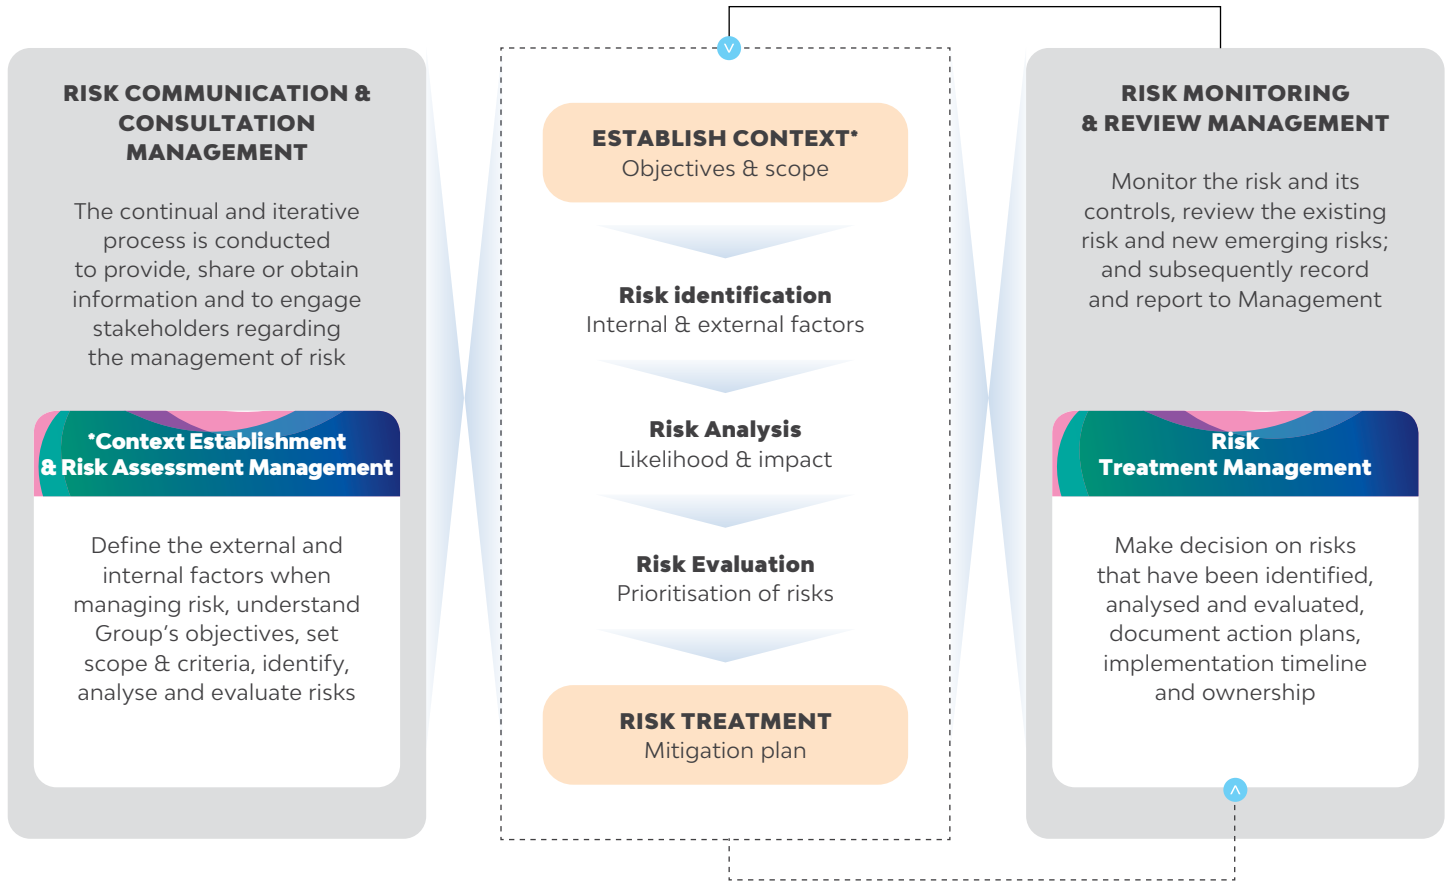 RISK COMMUNICATION &
CONSULTATION
MANAGEMENT
The continual and iterative
process is conducted
to provide, share or obtain
information and to engage
stakeholders regarding
the management of risk
*Context Establishment
& Risk Assessment Management
Define the external and
internal factors when
managing risk, understand
Group’s objectives, set
scope & criteria, identify,
analyse and evaluate risks
ESTABLISH CONTEXT*
Objectives & scope
Risk identification
Internal & external factors
Risk Analysis
Likelihood & impact
Risk Evaluation
Prioritisation of risks
RISK TREATMENT
Mitigation plan
RISK MONITORING
& REVIEW MANAGEMENT
Monitor the risk and its
controls, review the existing
risk and new emerging risks;
and subsequently record
and report to Management
Risk
Treatment Management
Make decision on risks
that have been identified,
analysed and evaluated,
document action plans,
implementation timeline
and ownership